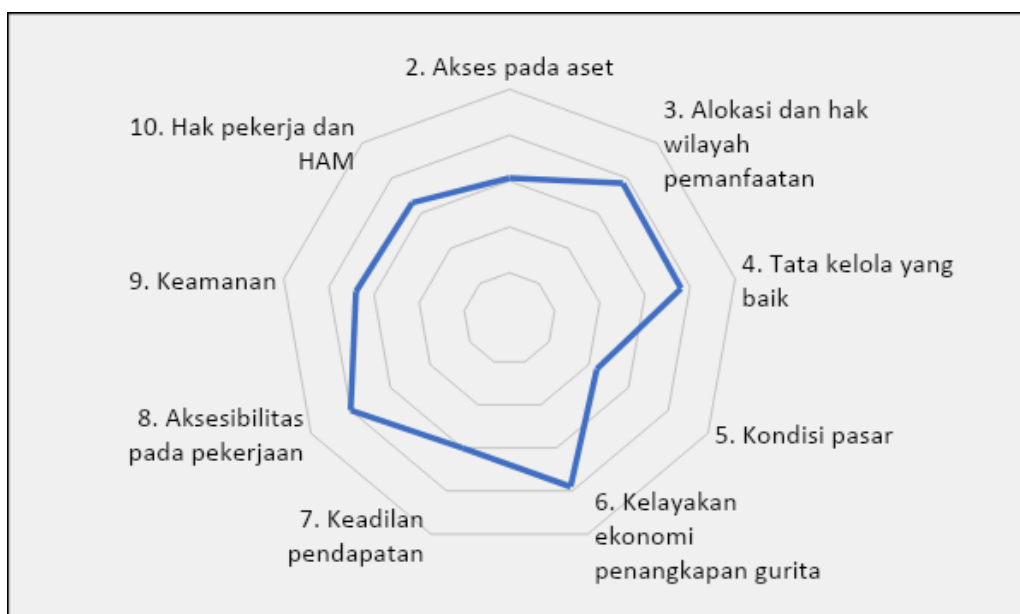 2. Akses pada aset
3. Alokasi dan hak
wilayah
pemanfaatan
4. Tata kelola yang
baik
5. Kondisi pasar
6. Kelayakan
ekonomi
penangkapan gurita
7. Keadilan
pendapatan
8. Aksesibilitas
pada pekerjaan
9. Keamanan
10. Hak pekerja dan
HAM